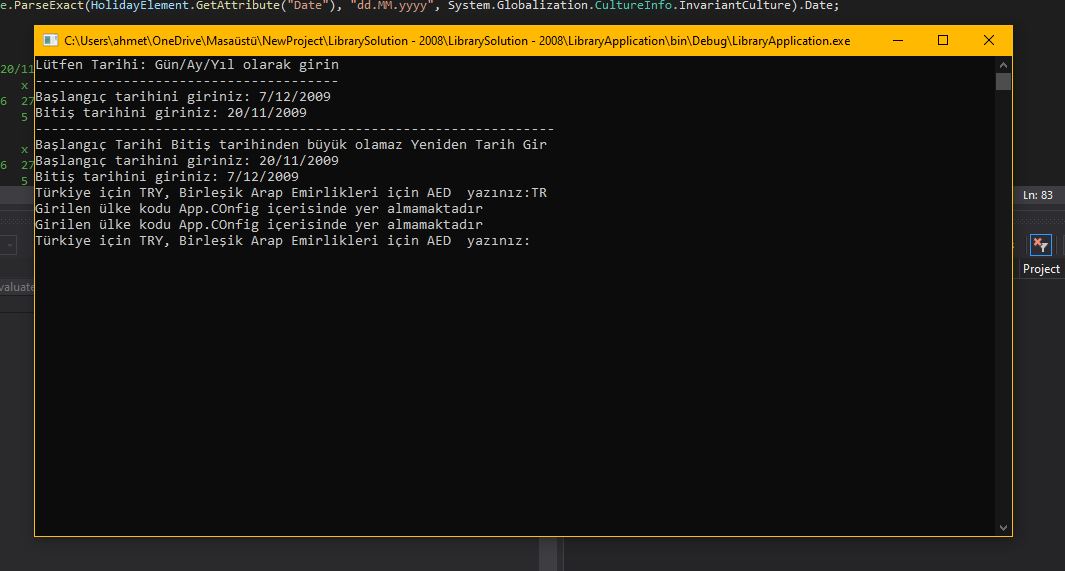 e.ParseExact(HolidayElement.GetAttribute("Date"), "dd.MM.yyyy", System.Globalization.CultureInfo.InvariantCulture).Date;
C:\Users\ahmet\OneDrive\Masaüstü\NewProject\LibrarySolution - 2008\LibrarySolution - 2008\LibraryApplication\bin\Debug\LibraryApplication.exe
Lütfen Tarihi: Gün/Ay/Yıl olarak girin
--------------------------------------
Başlangıç tarihini giriniz: 7/12/2009
Bitiş tarihini giriniz: 20/11/2009
-----------------------------------------------------------------
Başlangıç Tarihi Bitiş tarihinden büyük olamaz Yeniden Tarih Gir
Başlangıç tarihini giriniz: 20/11/2009
Bitiş tarihini giriniz: 7/12/2009
Türkiye için TRY, Birleşik Arap Emirlikleri için AED  yazınız:TR
Girilen ülke kodu App.COnfig içerisinde yer almamaktadır
Girilen ülke kodu App.COnfig içerisinde yer almamaktadır
Türkiye için TRY, Birleşik Arap Emirlikleri için AED  yazınız:
20/11
x
6 27
5
x
6 27
5
Ln: 83
Project
valuate